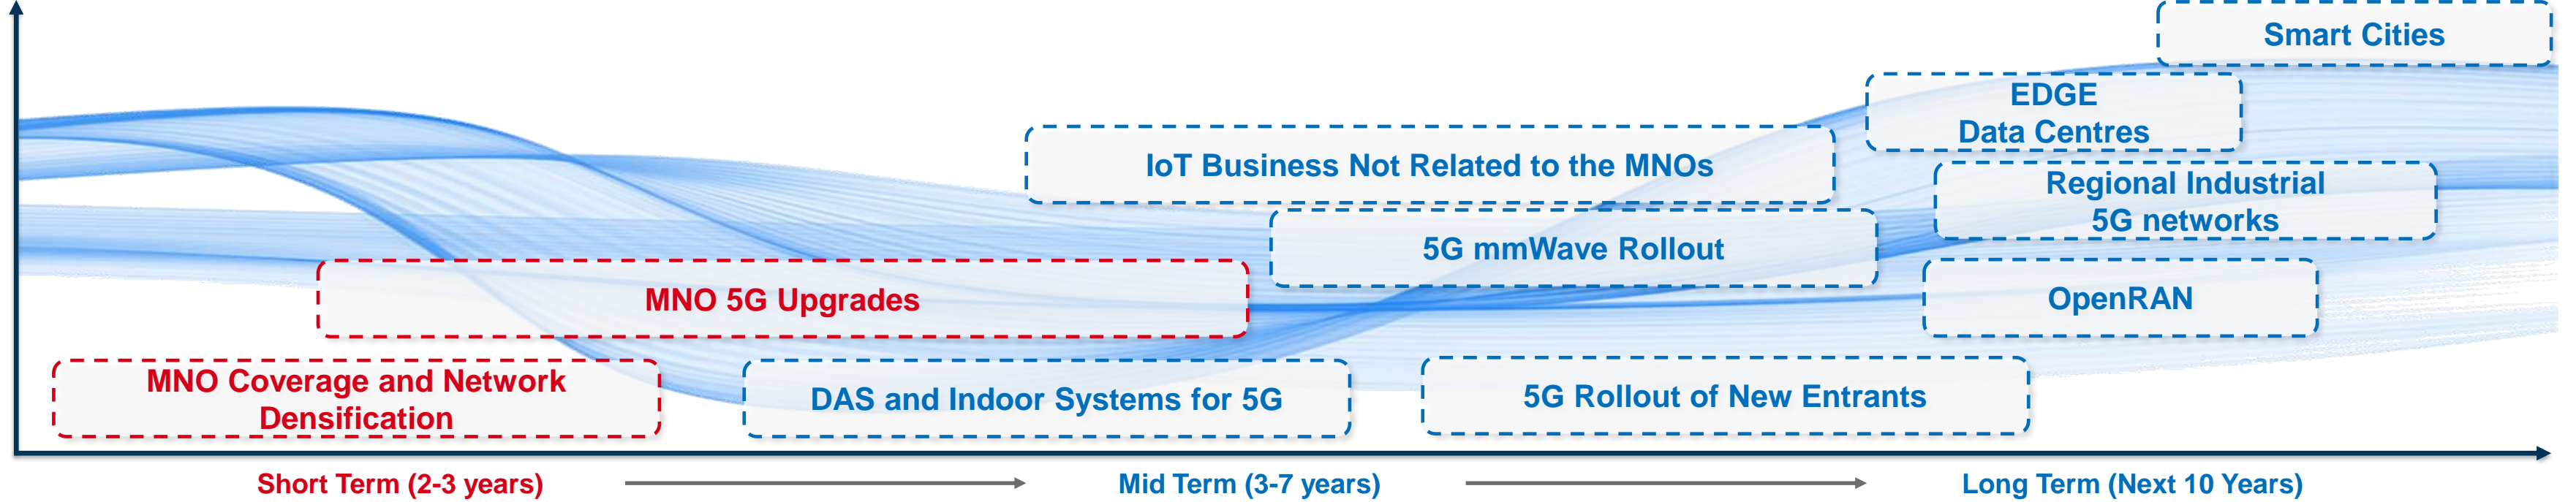 Smart Cities
EDGE
Data Centres
IoT Business Not Related to the MNOs
Regional Industrial
5G networks
5G mmWave Rollout
MNO 5G Upgrades
OpenRAN
MNO Coverage and Network
Densification
DAS and Indoor Systems for 5G
5G Rollout of New Entrants
Short Term (2-3 years)
Mid Term (3-7 years)
Long Term (Next 10 Years)